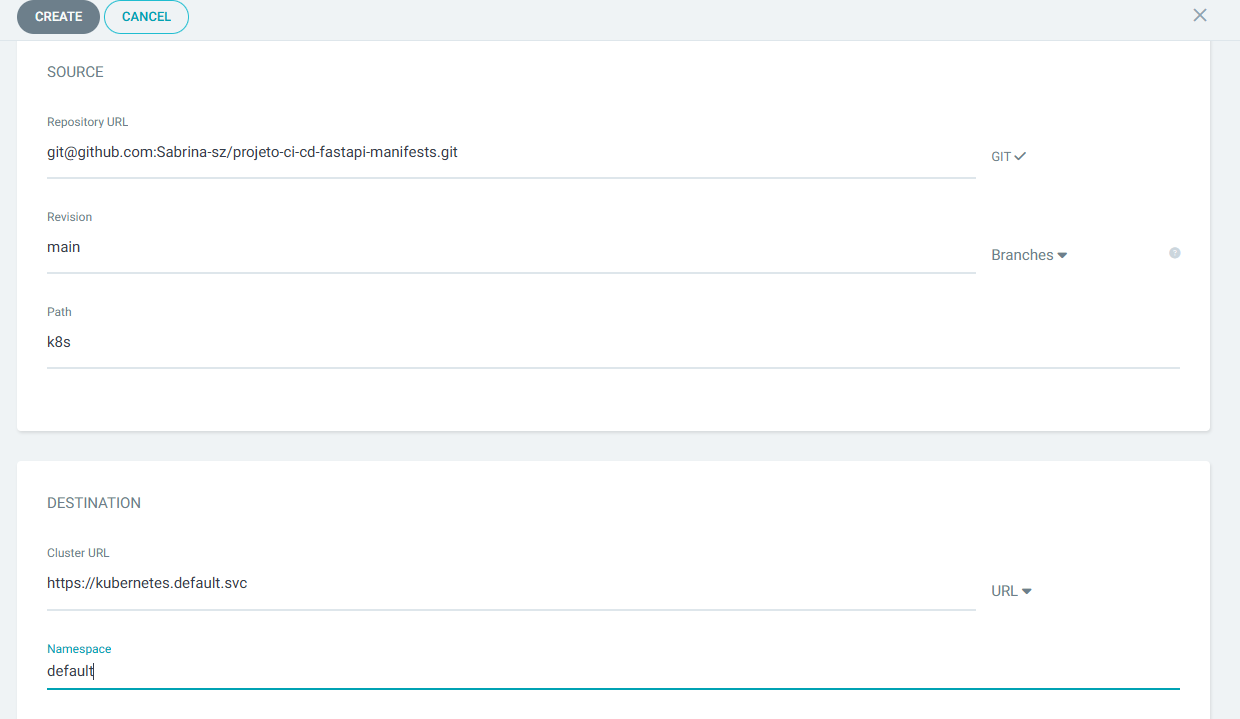 CREATE CANCEL
SOURCE
Repository URL
git@github.com:Sabrina-sz/projeto-ci-cd-fastapi-manifests.git
GIT
Revision
main
Branches
?
Path
k8s
DESTINATION
Cluster URL
https://kubernetes.default.svc
URL
Namespace
default